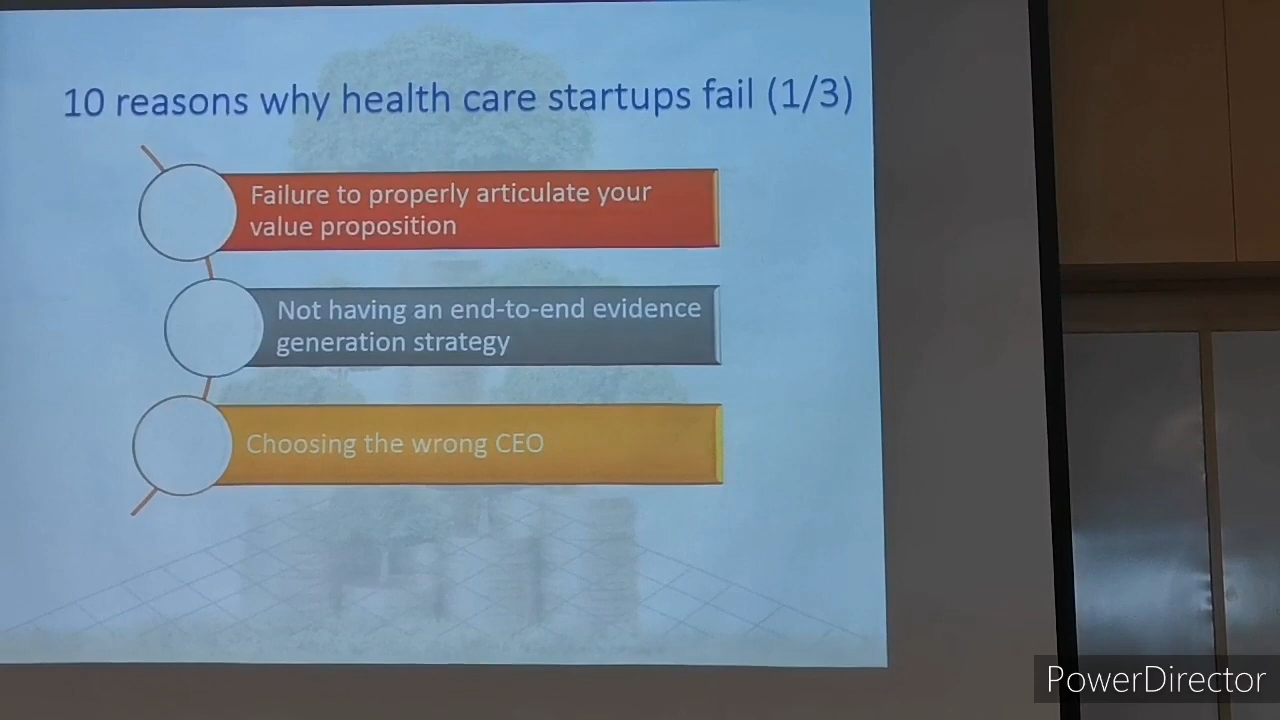 10 reasons why health care startups fail (1/3)
Failure to properly articulate your
value proposition
Not having an end-to-end evidence
generation strategy
Choosing the wrong CEO
PowerDirector